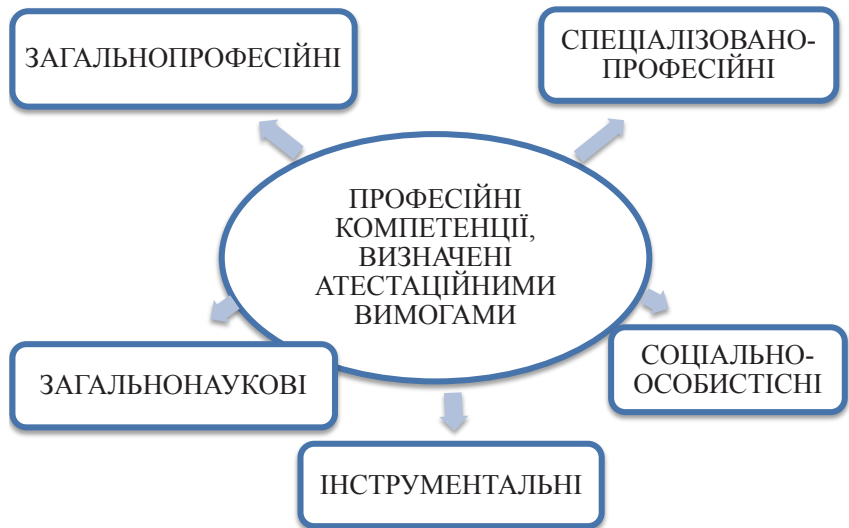 ЗАГАЛЬНОПРОФЕСІЙНІ
СПЕЦІАЛІЗОВАНО-
ПРОФЕСІЙНІ
ПРОФЕСІЙНІ
КОМПЕТЕНЦІЇ,
ВИЗНАЧЕНІ
АТЕСТАЦІЙНИМИ
ВИМОГАМИ
ЗАГАЛЬНОНАУКОВІ
СОЦІАЛЬНО-
ОСОБИСТІСНІ
ІНСТРУМЕНТАЛЬНІ